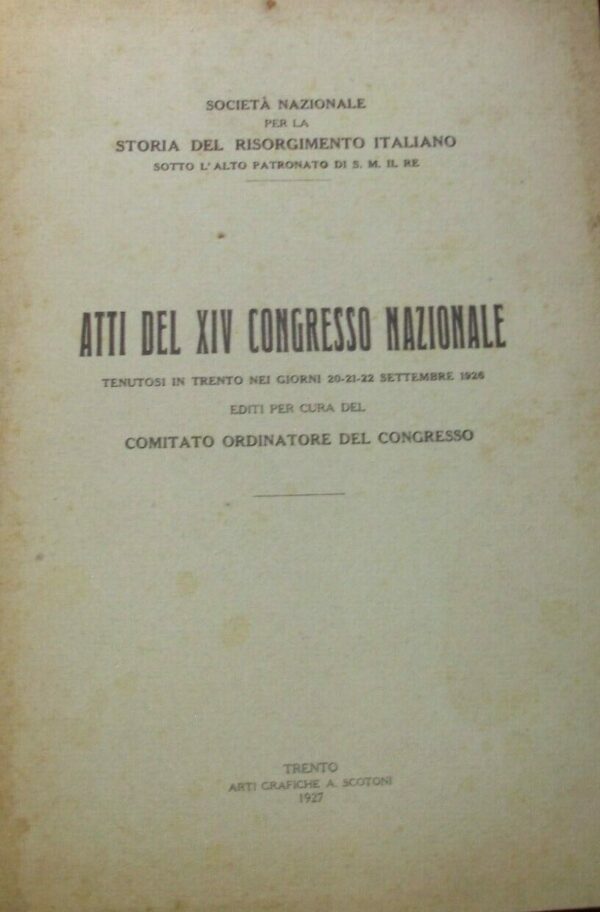 SOCIETÀ NAZIONALE
PER LA
STORIA DEL RISORGIMENTO ITALIANO
SOTTO L'ALTO PATRONATO DI S. M. IL RE
ATTI DEL XIV CONGRESSO NAZIONALE
TENUTOSI IN TRENTO NEI GIORNI 20-21-22 SETTEMBRE 1926
EDITI PER CURA DEL
COMITATO ORDINATORE DEL CONGRESSO
TRENTO
ARTI GRAFICHE A. SCOTONI
1927